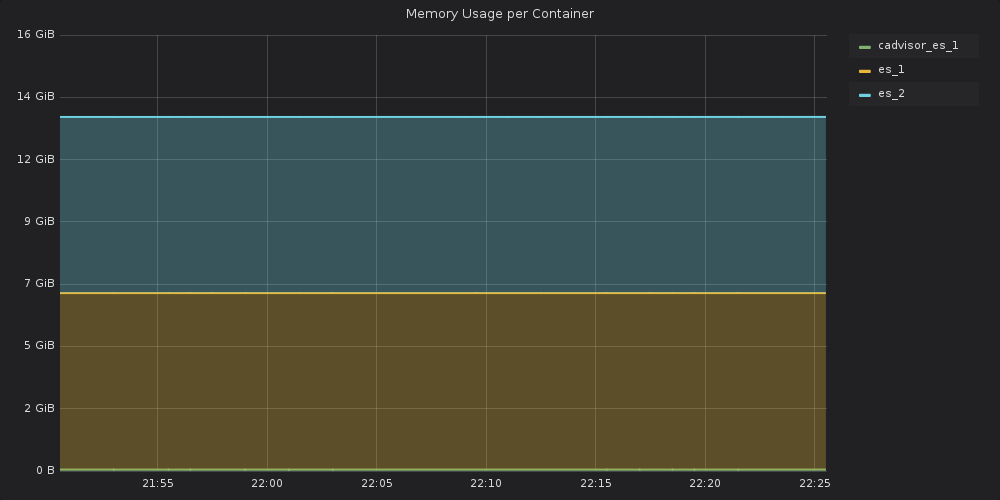 Memory Usage per Container
16 GiB
14 GiB
12 GiB
9 GiB
7 GiB
5 GiB
2 GiB
0 B
21:55 22:00 22:05 22:10 22:15 22:20 22:25
cadvisor_es_1
es_1
es_2